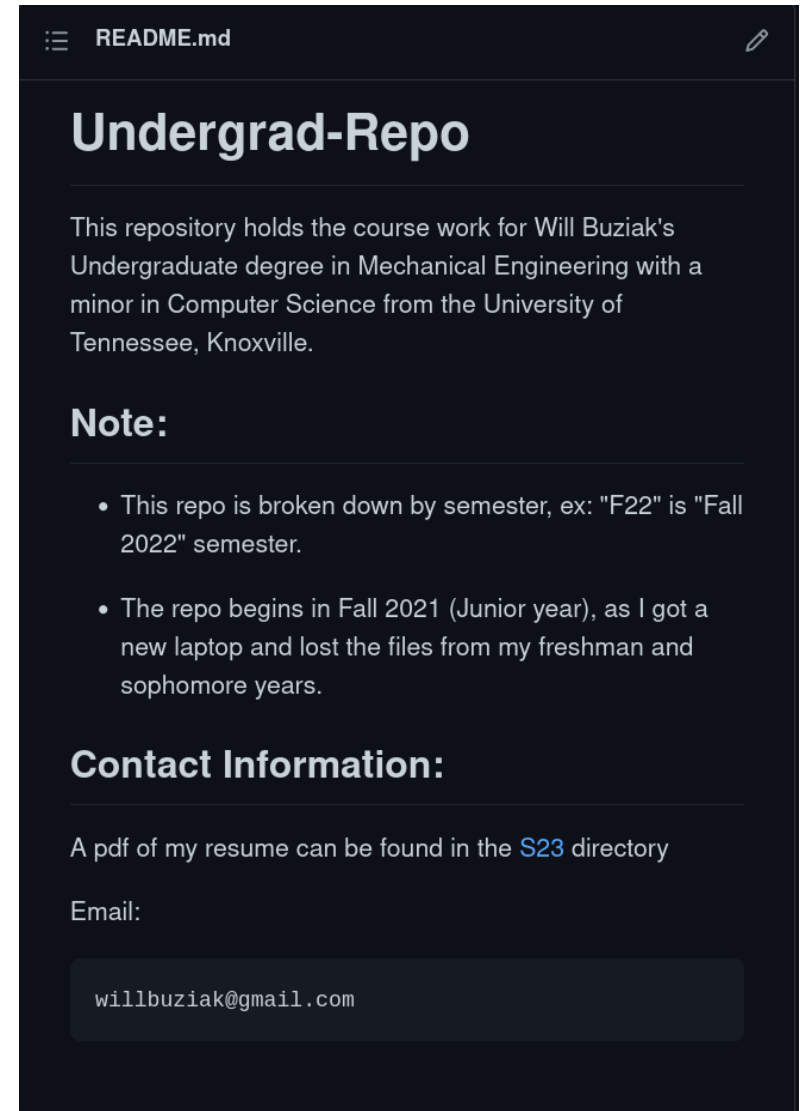 README.md
Undergrad-Repo
This repository holds the course work for Will Buziak's
Undergraduate degree in Mechanical Engineering with a
minor in Computer Science from the University of
Tennessee, Knoxville.
Note:
• This repo is broken down by semester, ex: "F22" is "Fall
2022" semester.
• The repo begins in Fall 2021 (Junior year), as I got a
new laptop and lost the files from my freshman and
sophomore years.
Contact Information:
A pdf of my resume can be found in the S23 directory
Email:
willbuziak@gmail.com